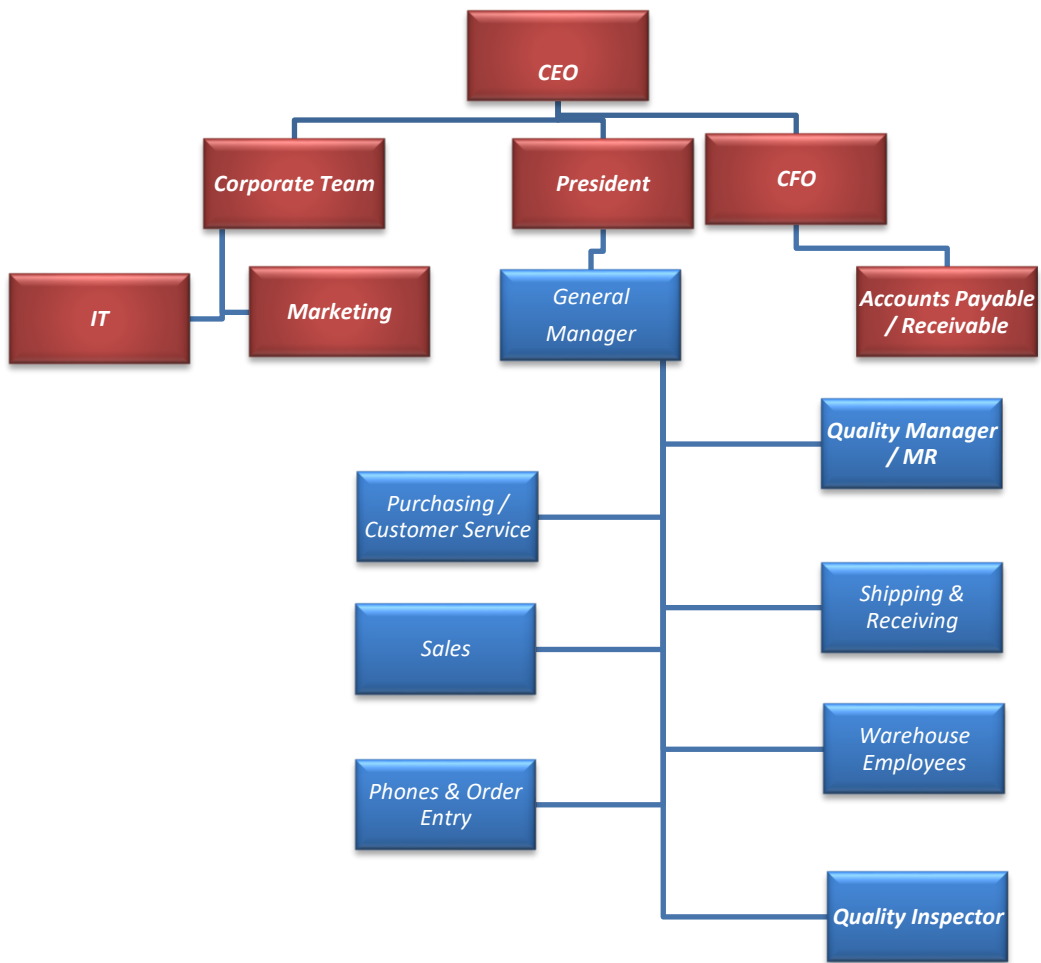 CEO
Corporate Team
President
CFO
IT
Marketing
General
Manager
Accounts Payable
/ Receivable
Quality Manager
/ MR
Purchasing /
Customer Service
Shipping &
Receiving
Sales
Warehouse
Employees
Phones & Order
Entry
Quality Inspector